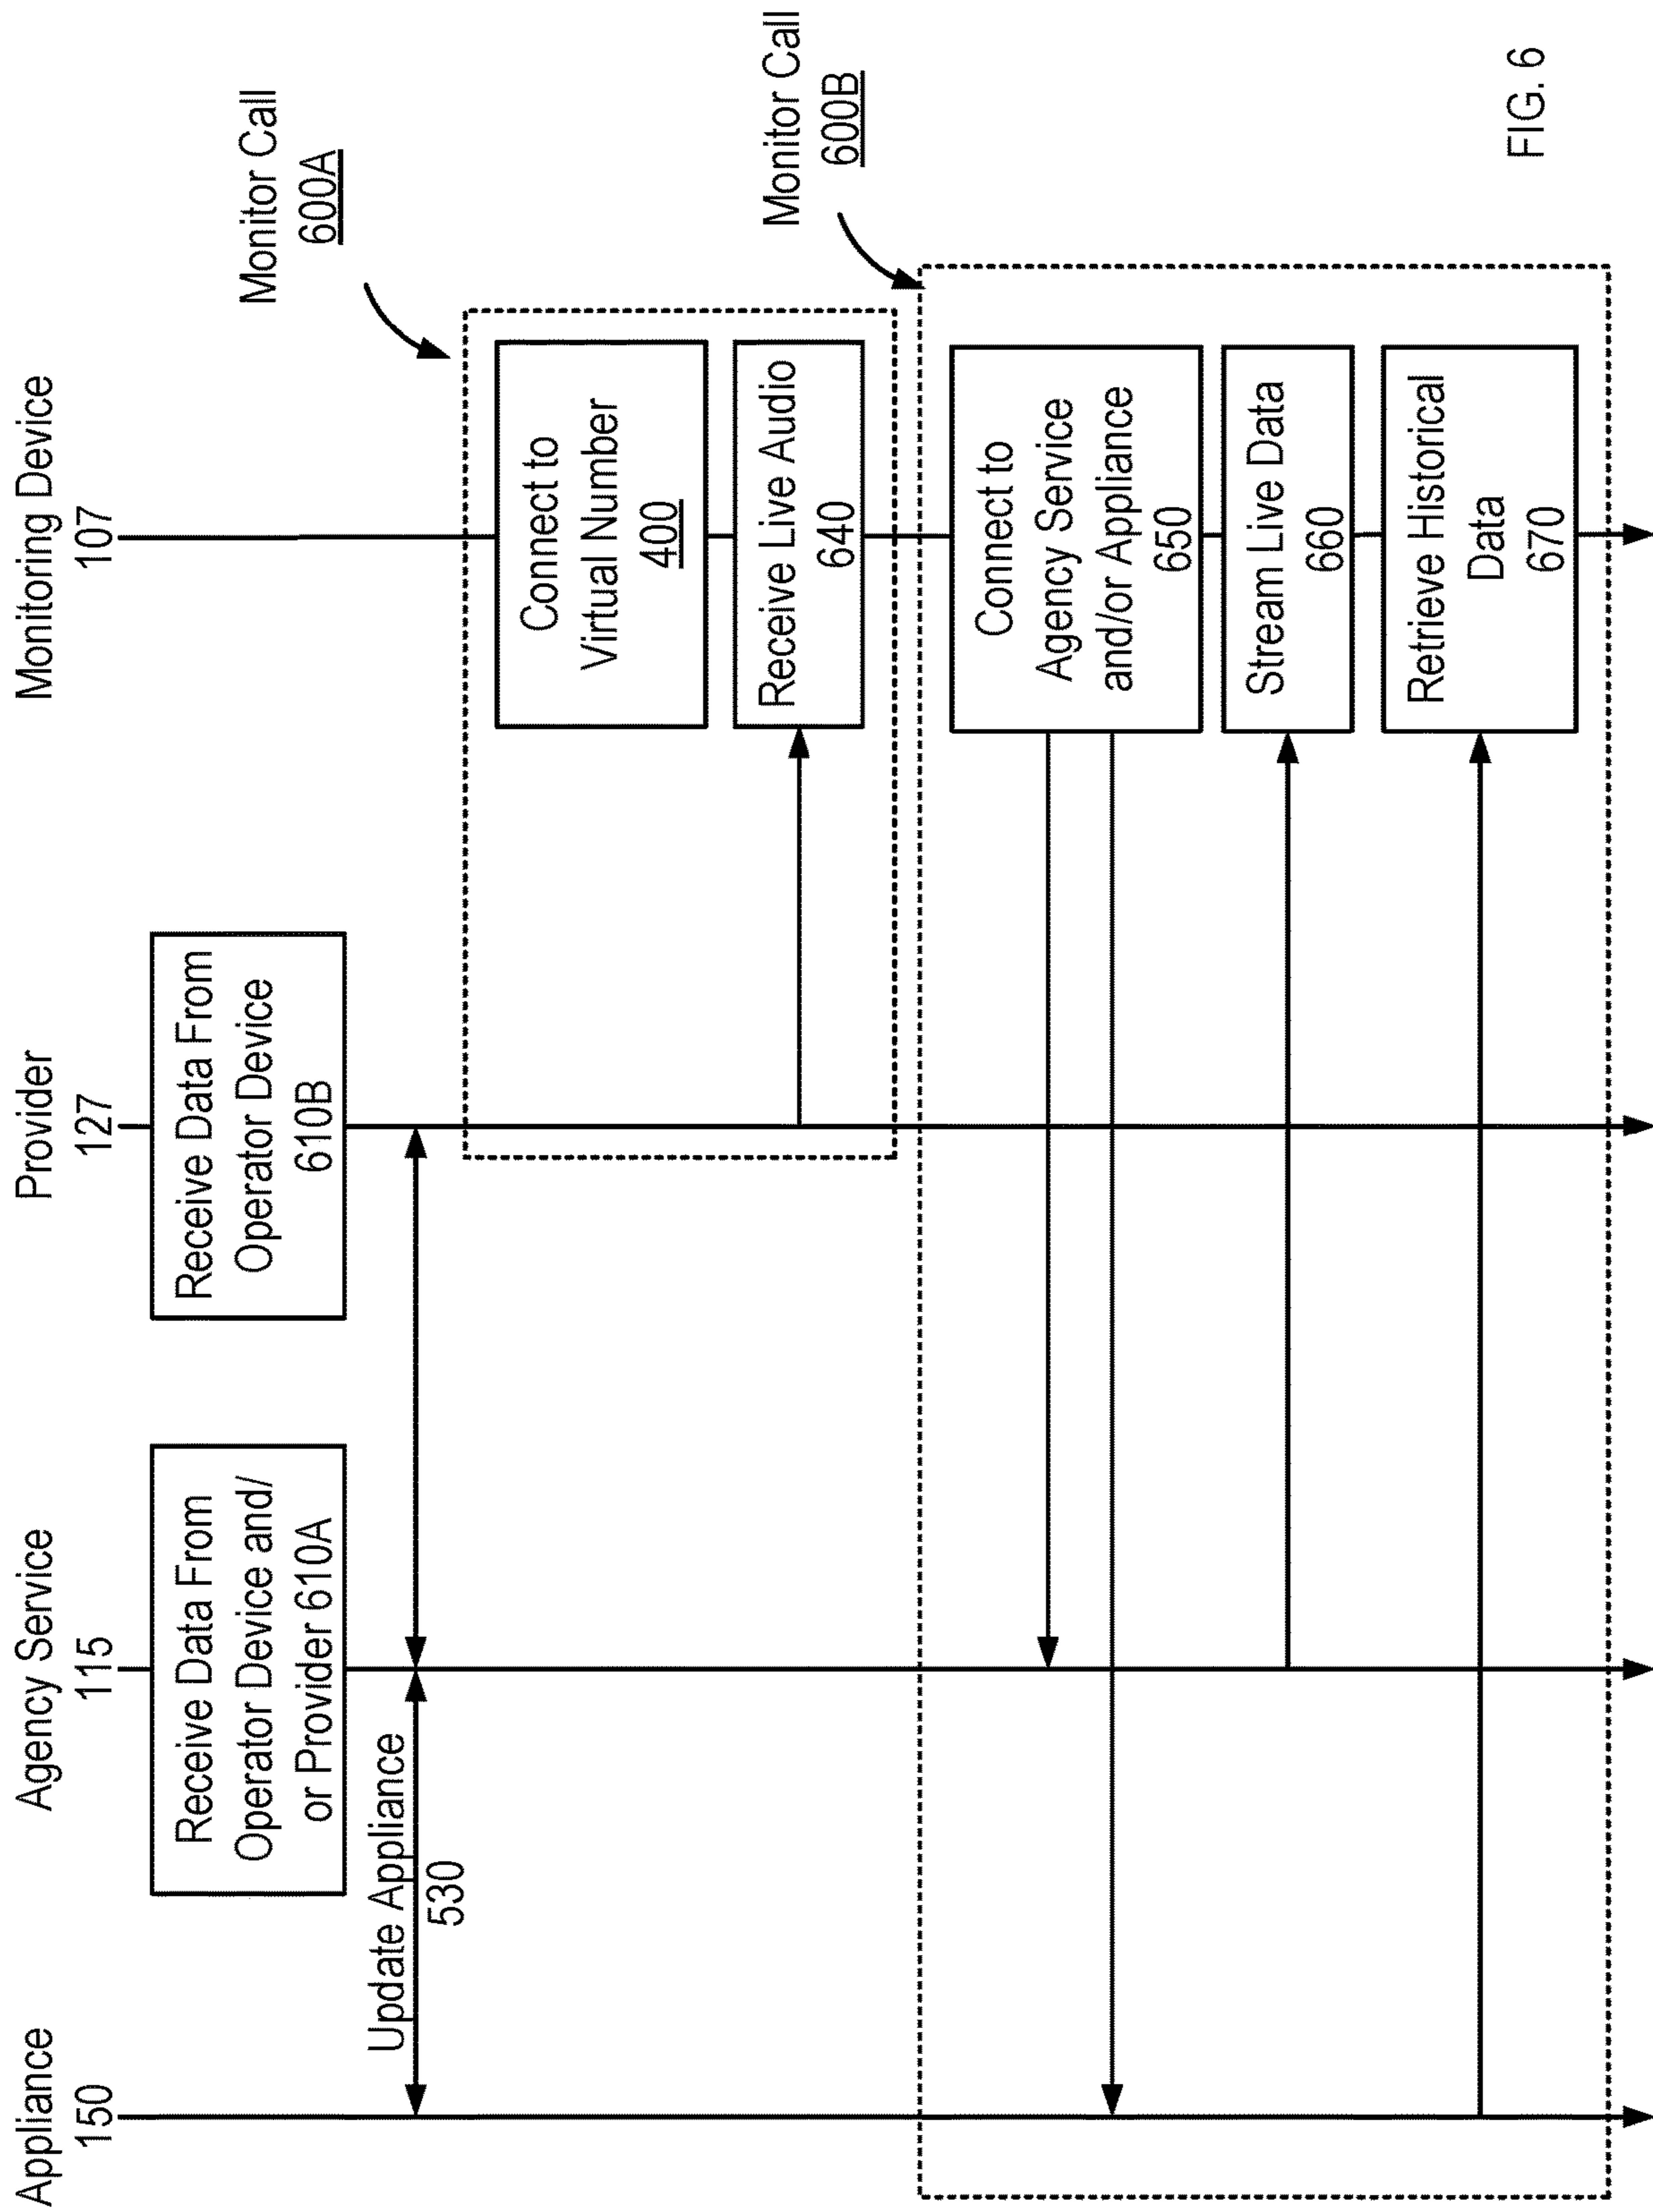 Appliance
150
Agency Service
115
Provider
127
Monitoring Device
107
Receive Data From
Operator Device and/
or Provider 610A
Receive Data From
Operator Device
610B
Update Appliance
530
Monitor Call
600A
Connect to
Virtual Number
400
Receive Live Audio
640
Monitor Call
600B
Connect to
Agency Service
and/or Appliance
650
Stream Live Data
660
Retrieve Historical
Data
670
FIG. 6